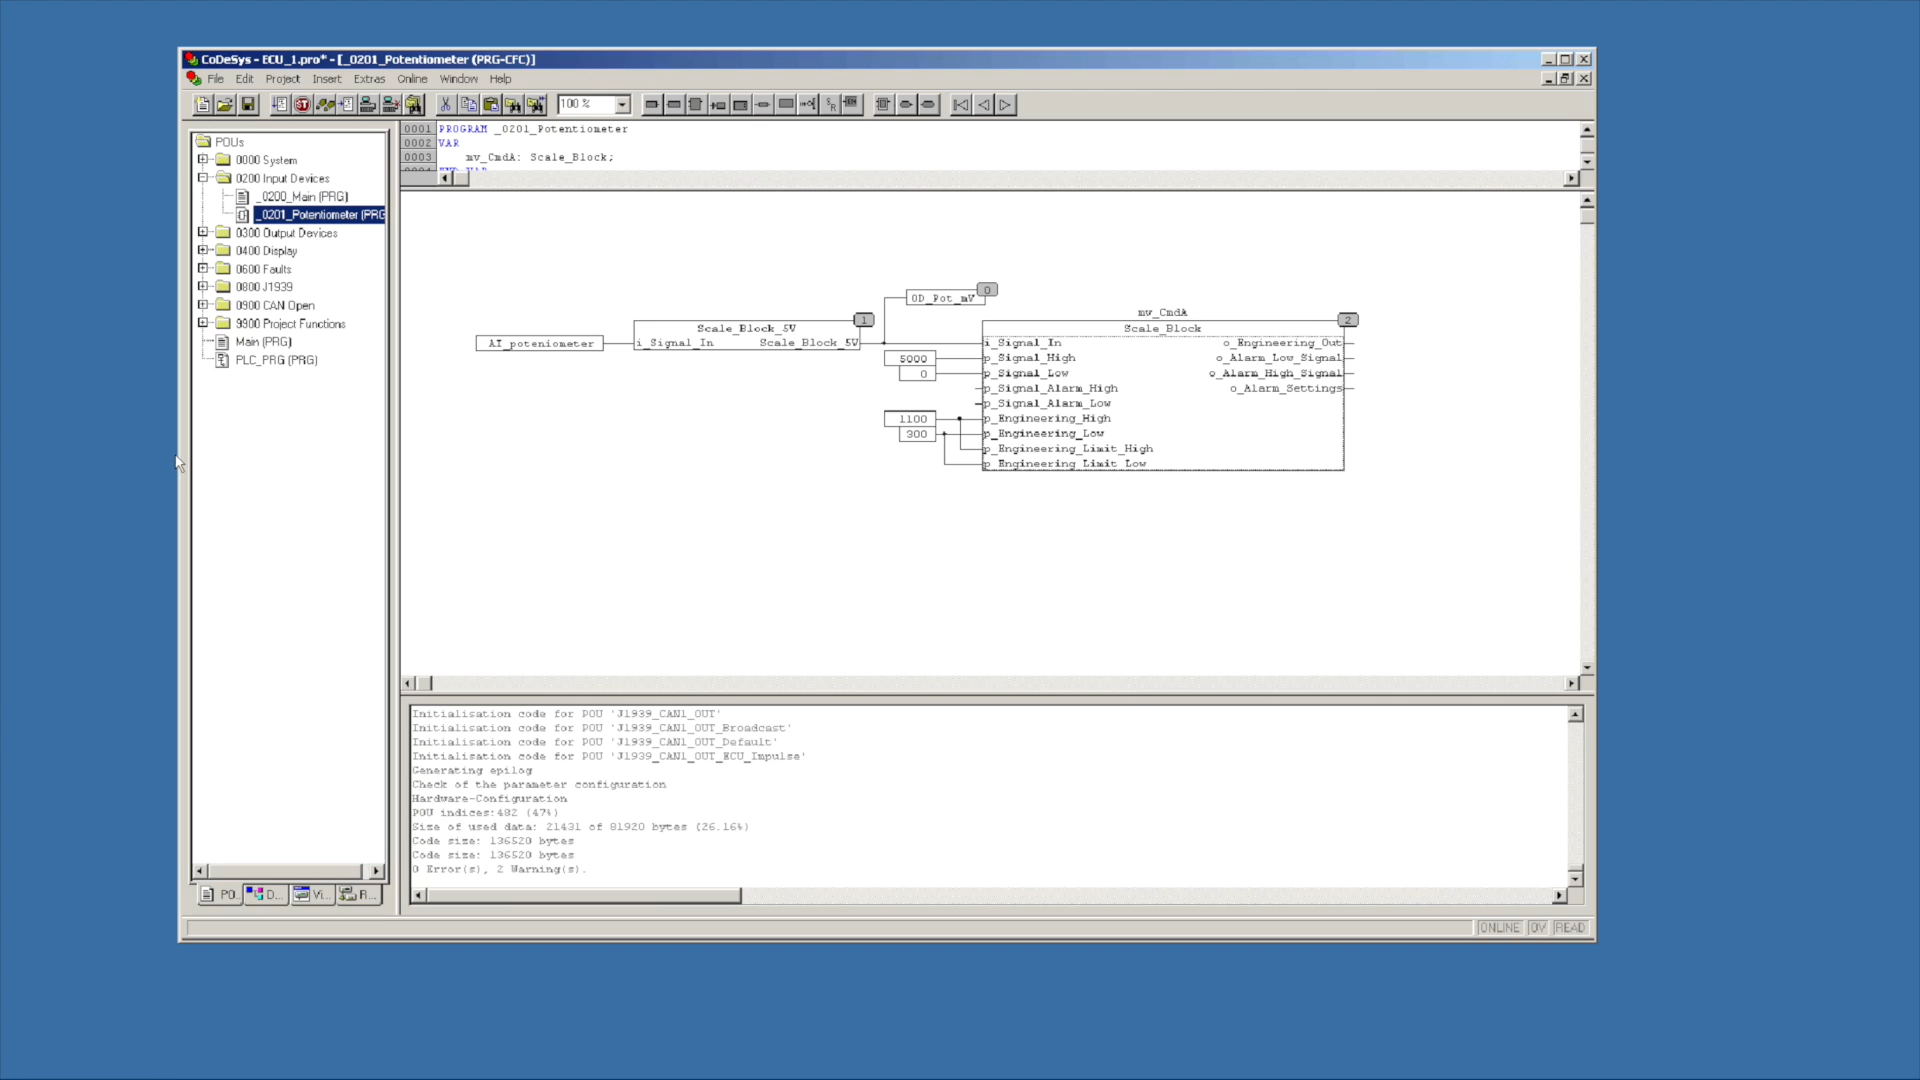 CoDeSys - ECU_1.pro* - [_0201_Potentiometer (PRG-CFC)]
File Edit Project Insert Extras Online Window Help
100 %
POUs
0000 System
0200 Input Devices
_0200_Main (PRG)
_0201_Potentiometer (PRG
0300 Output Devices
0400 Display
0600 Faults
0800 J1939
0900 CAN Open
9900 Project Functions
Main (PRG)
PLC_PRG (PRG)
PO. D... Vi... R...
0001 PROGRAM _0201_Potentiometer
0002 VAR
0003 mv_CmdA: Scale_Block;
AI_poteniometer
1
Scale_Block_5V
i_Signal_In Scale_Block_5V
0
OD_Pot_mV
5000
0
1100
300
mv_CmdA
2
Scale_Block
i_Signal_In o_Engineering_Out
p_Signal_High o_Alarm_Low_Signal
p_Signal_Low o_Alarm_High_Signal
p_Signal_Alarm_High o_Alarm_Settings
p_Signal_Alarm_Low
p_Engineering_High
p_Engineering_Low
p_Engineering_Limit_High
p_Engineering_Limit_Low
Initialisation code for POU 'J1939_CAN1_OUT'
Initialisation code for POU 'J1939_CAN1_OUT_Broadcast'
Initialisation code for POU 'J1939_CAN1_OUT_Default'
Initialisation code for POU 'J1939_CAN1_OUT_ECU_Impulse'
Generating epilog
Check of the parameter configuration
Hardware-Configuration
POU indices:482 (47%)
Size of used data: 21431 of 81920 bytes (26.16%)
Code size: 136520 bytes
Code size: 136520 bytes
0 Error(s), 2 Warning(s).
ONLINE OV READ